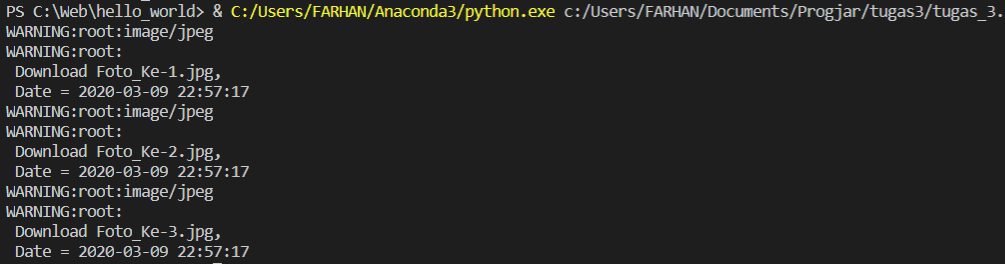 PS C:\Web\hello_world> & C:/Users/FARHAN/Anaconda3/python.exe c:/Users/FARHAN/Documents/Progjar/tugas3/tugas_3.
WARNING:root:image/jpeg
WARNING:root:
 Download Foto_Ke-1.jpg,
 Date = 2020-03-09 22:57:17
WARNING:root:image/jpeg
WARNING:root:
 Download Foto_Ke-2.jpg,
 Date = 2020-03-09 22:57:17
WARNING:root:image/jpeg
WARNING:root:
 Download Foto_Ke-3.jpg,
 Date = 2020-03-09 22:57:17